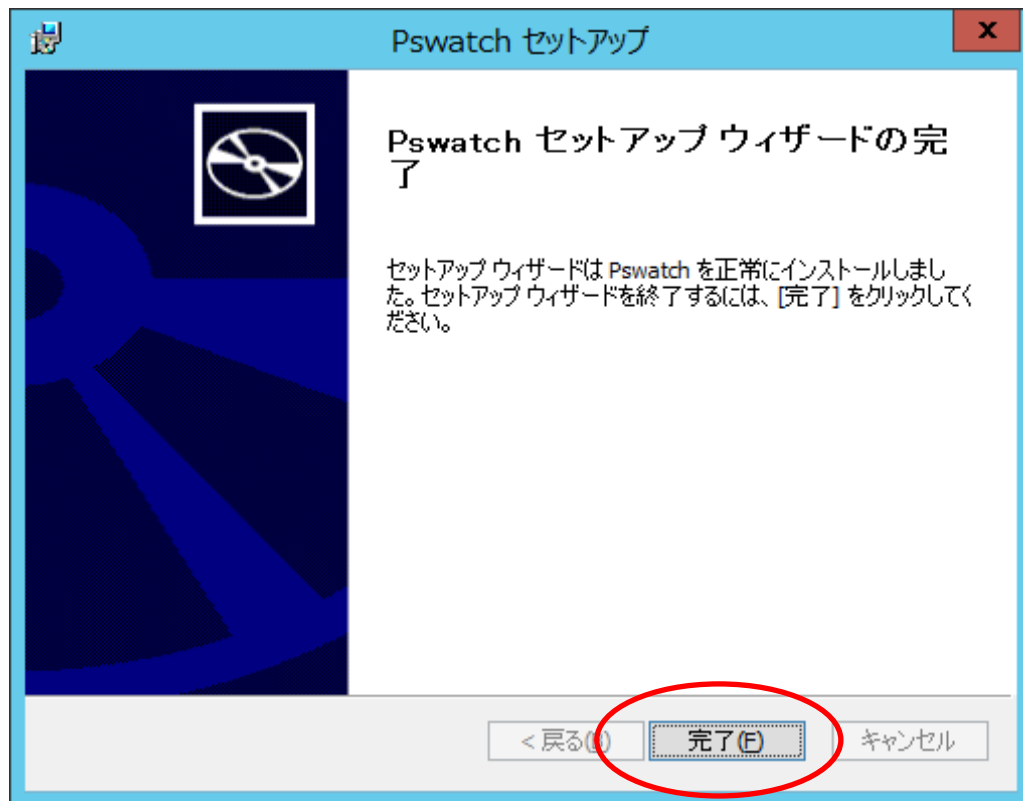 Pswatch セットアップ
x
Pswatch セットアップ ウィザードの完
了
セットアップ ウィザードは Pswatch を正常にインストールしまし
た。セットアップ ウィザードを終了するには、[完了] をクリックしてく
ださい。
< 戻る(B) 完了(F) キャンセル